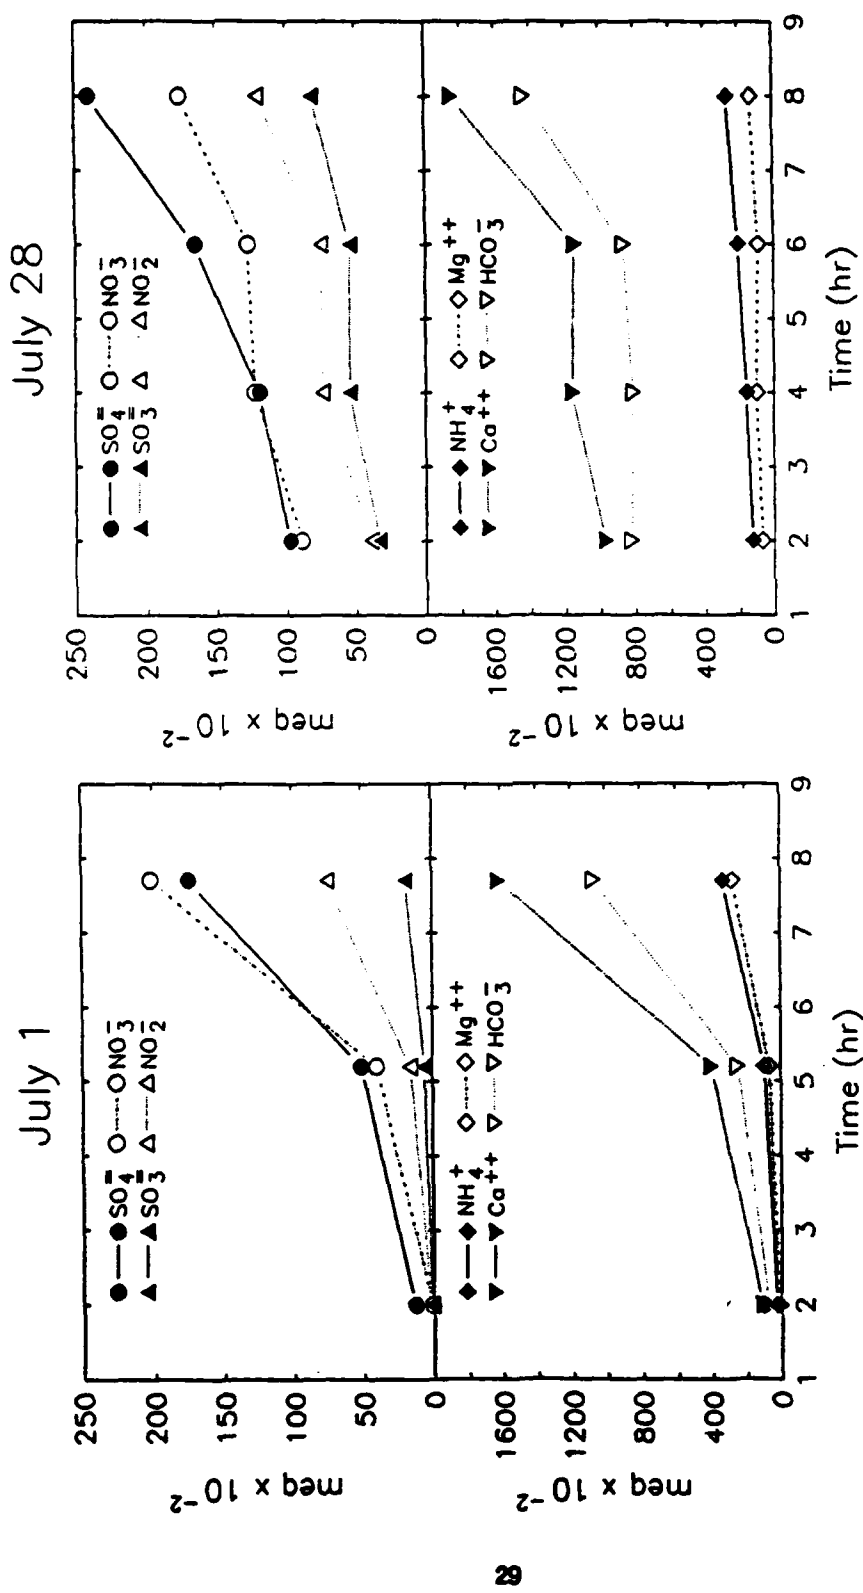 July 1
250
200
150
100
50
0
meq x 10⁻²
SO₄⁼ NO₃⁻
SO₃⁼ NO₂⁻
1600
1200
800
400
0
meq x 10⁻²
NH₄⁺ Mg⁺⁺
Ca⁺⁺ HCO₃⁻
1 2 3 4 5 6 7 8 9
Time (hr)
July 28
250
200
150
100
50
0
meq x 10⁻²
SO₄⁼ NO₃⁻
SO₃⁼ NO₂⁻
1600
1200
800
400
0
meq x 10⁻²
NH₄⁺ Mg⁺⁺
Ca⁺⁺ HCO₃⁻
1 2 3 4 5 6 7 8 9
Time (hr)
29